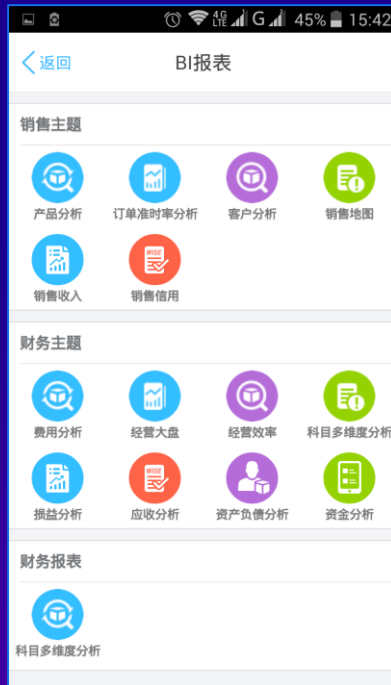 4G LTE G 45% 15:42
返回 BI报表
销售主题
产品分析 订单准时率分析 客户分析 销售地图
WISE
销售收入 销售信用
财务主题
费用分析 经营大盘 经营效率 科目多维度分析
WISE
损益分析 应收分析 资产负债分析 资金分析
财务报表
科目多维度分析